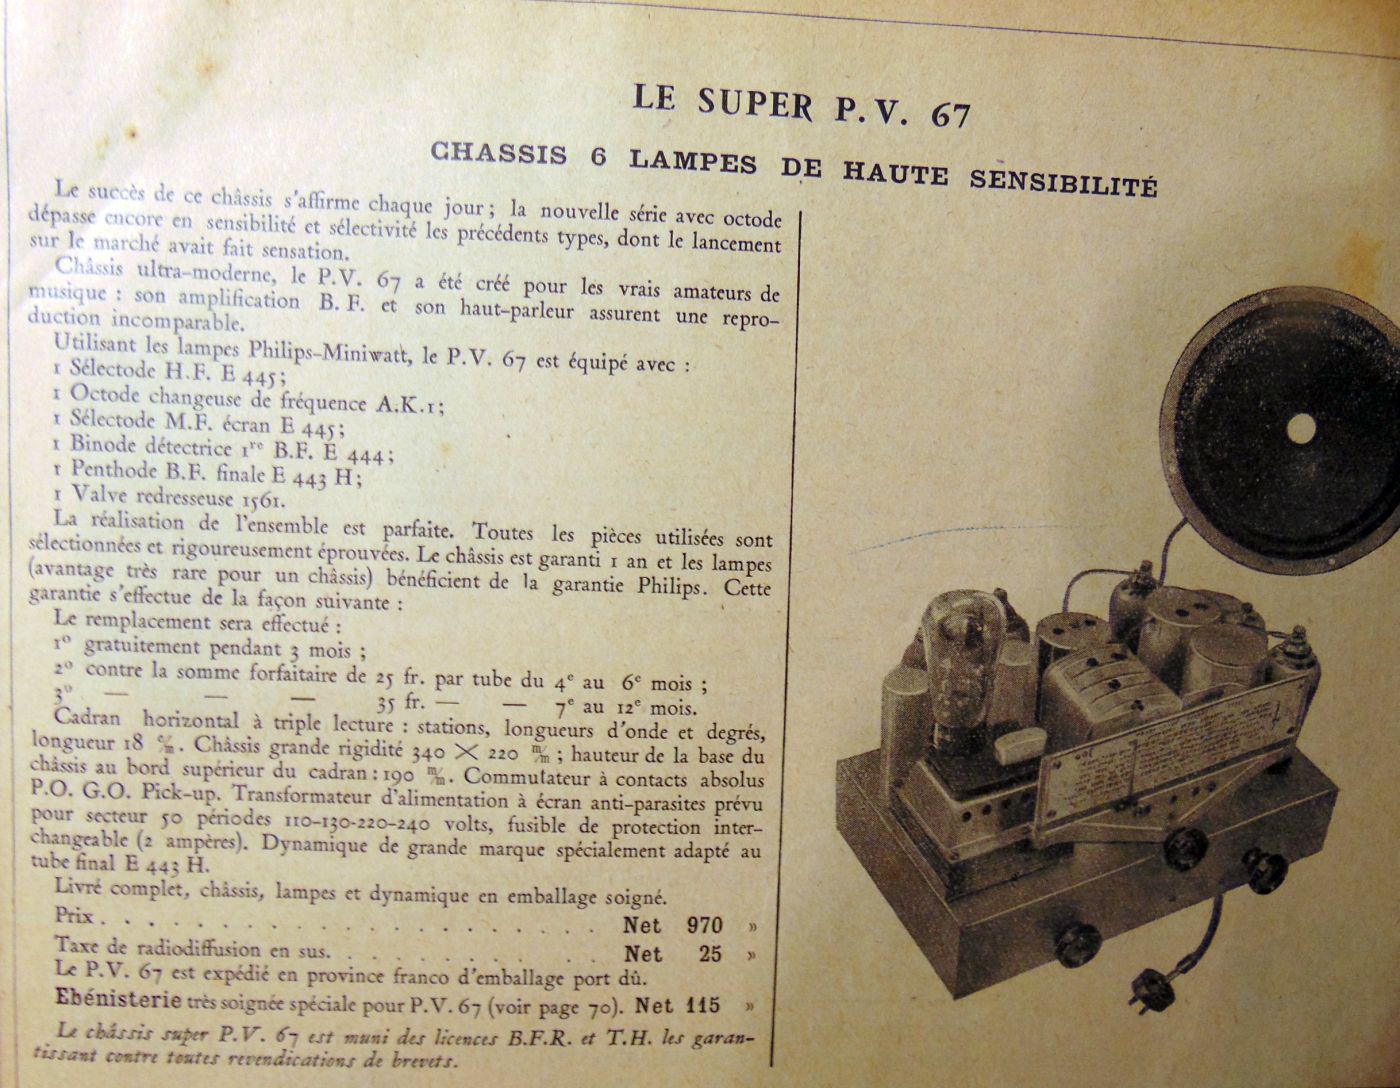 LE SUPER P.V. 67
CHASSIS 6 LAMPES DE HAUTE SENSIBILITÉ
Le succès de ce châssis s'affirme chaque jour ; la nouvelle série avec octode
dépasse encore en sensibilité et sélectivité les précédents types, dont le lancement
sur le marché avait fait sensation.
Châssis ultra-moderne, le P.V. 67 a été créé pour les vrais amateurs de
musique : son amplification B. F. et son haut-parleur assurent une repro-
duction incomparable.
Utilisant les lampes Philips-Miniwatt, le P.V. 67 est équipé avec :
1 Sélectode H.F. E 445 ;
1 Octode changeuse de fréquence A.K.1 ;
1 Sélectode M.F. écran E 445 ;
1 Binode détectrice 1re B.F. E 444 ;
1 Penthode B.F. finale E 443 H ;
1 Valve redresseuse 1561.
La réalisation de l'ensemble est parfaite. Toutes les pièces utilisées sont
sélectionnées et rigoureusement éprouvées. Le châssis est garanti 1 an et les lampes
(avantage très rare pour un châssis) bénéficient de la garantie Philips. Cette
garantie s'effectue de la façon suivante :
Le remplacement sera effectué :
1º gratuitement pendant 3 mois ;
2º contre la somme forfaitaire de 25 fr. par tube du 4e au 6e mois ;
3º — — — 35 fr. — — 7e au 12e mois.
Cadran horizontal à triple lecture : stations, longueurs d'onde et degrés,
longueur 18 c/m. Châssis grande rigidité 340 × 220 m/m ; hauteur de la base du
châssis au bord supérieur du cadran : 190 m/m. Commutateur à contacts absolus
P.O. G.O. Pick-up. Transformateur d'alimentation à écran anti-parasites prévu
pour secteur 50 périodes 110-130-220-240 volts, fusible de protection inter-
changeable (2 ampères). Dynamique de grande marque spécialement adapté au
tube final E 443 H.
Livré complet, châssis, lampes et dynamique en emballage soigné.
Prix . . . . . . . . . . . . . . . . . . . . Net 970 »
Taxe de radiodiffusion en sus. . . . . . . . . . . Net 25 »
Le P.V. 67 est expédié en province franco d'emballage port dû.
Ebénisterie très soignée spéciale pour P.V. 67 (voir page 70). Net 115 »
Le châssis super P.V. 67 est muni des licences B.F.R. et T.H. les garan-
tissant contre toutes revendications de brevets.